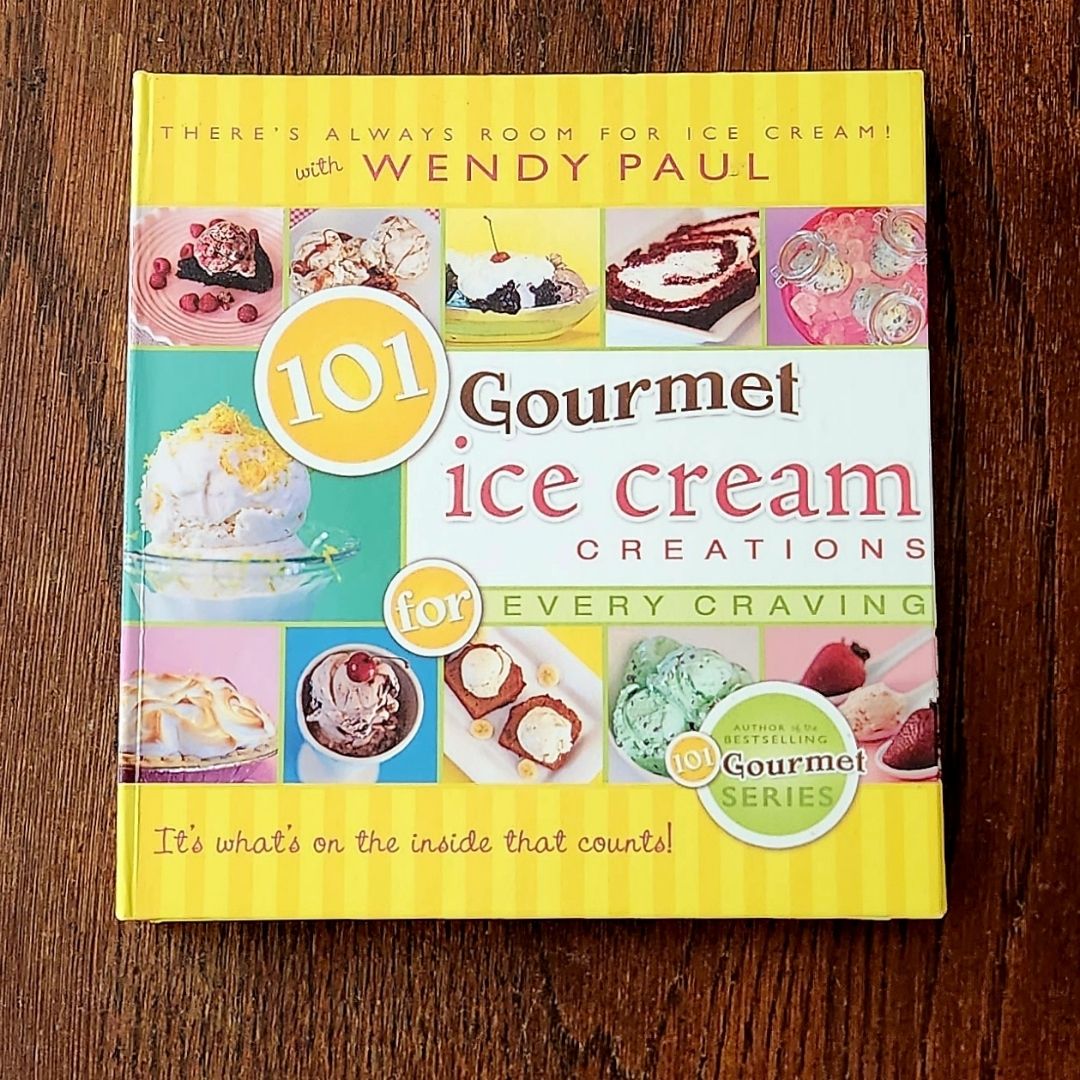 THERE'S ALWAYS ROOM FOR ICE CREAM!
with WENDY PAUL
101
Gourmet
ice cream
CREATIONS
for
EVERY CRAVING
AUTHOR of the
BESTSELLING
101 Gourmet
SERIES
It's what's on the inside that counts!